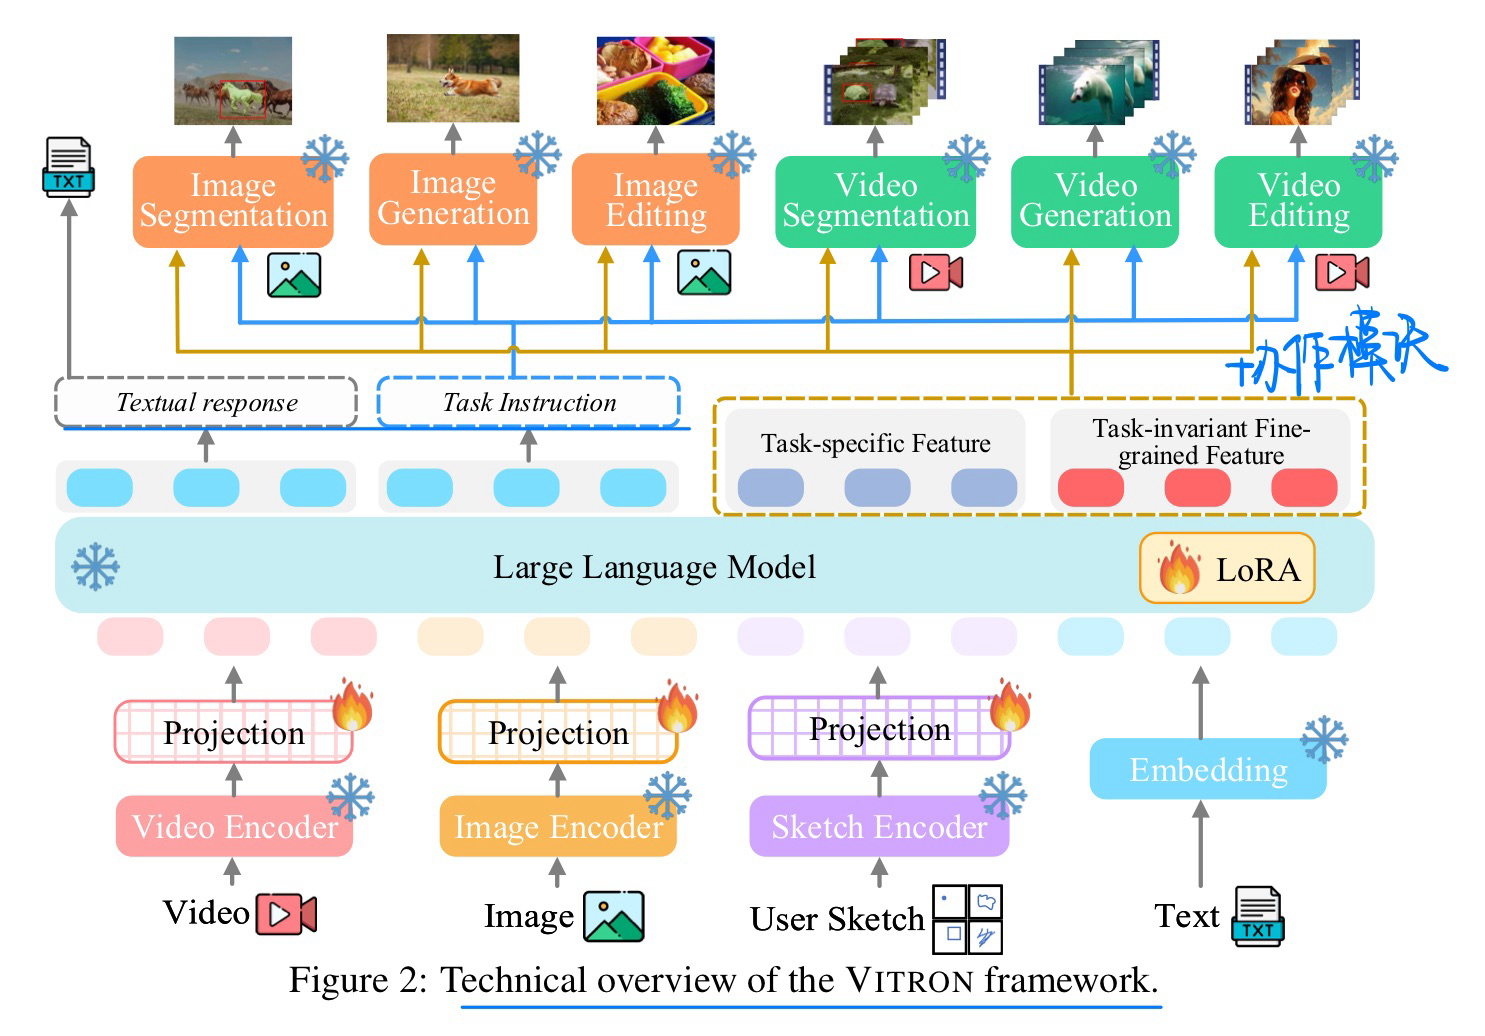 TXT
Image
Segmentation
Image
Generation
Image
Editing
Video
Segmentation
Video
Generation
Video
Editing
+协作模块
Textual response
Task Instruction
Task-specific Feature
Task-invariant Fine-
grained Feature
Large Language Model
LoRA
Projection
Projection
Projection
Embedding
Video Encoder
Image Encoder
Sketch Encoder
Video
Image
User Sketch
Text
TXT
Figure 2: Technical overview of the VITRON framework.